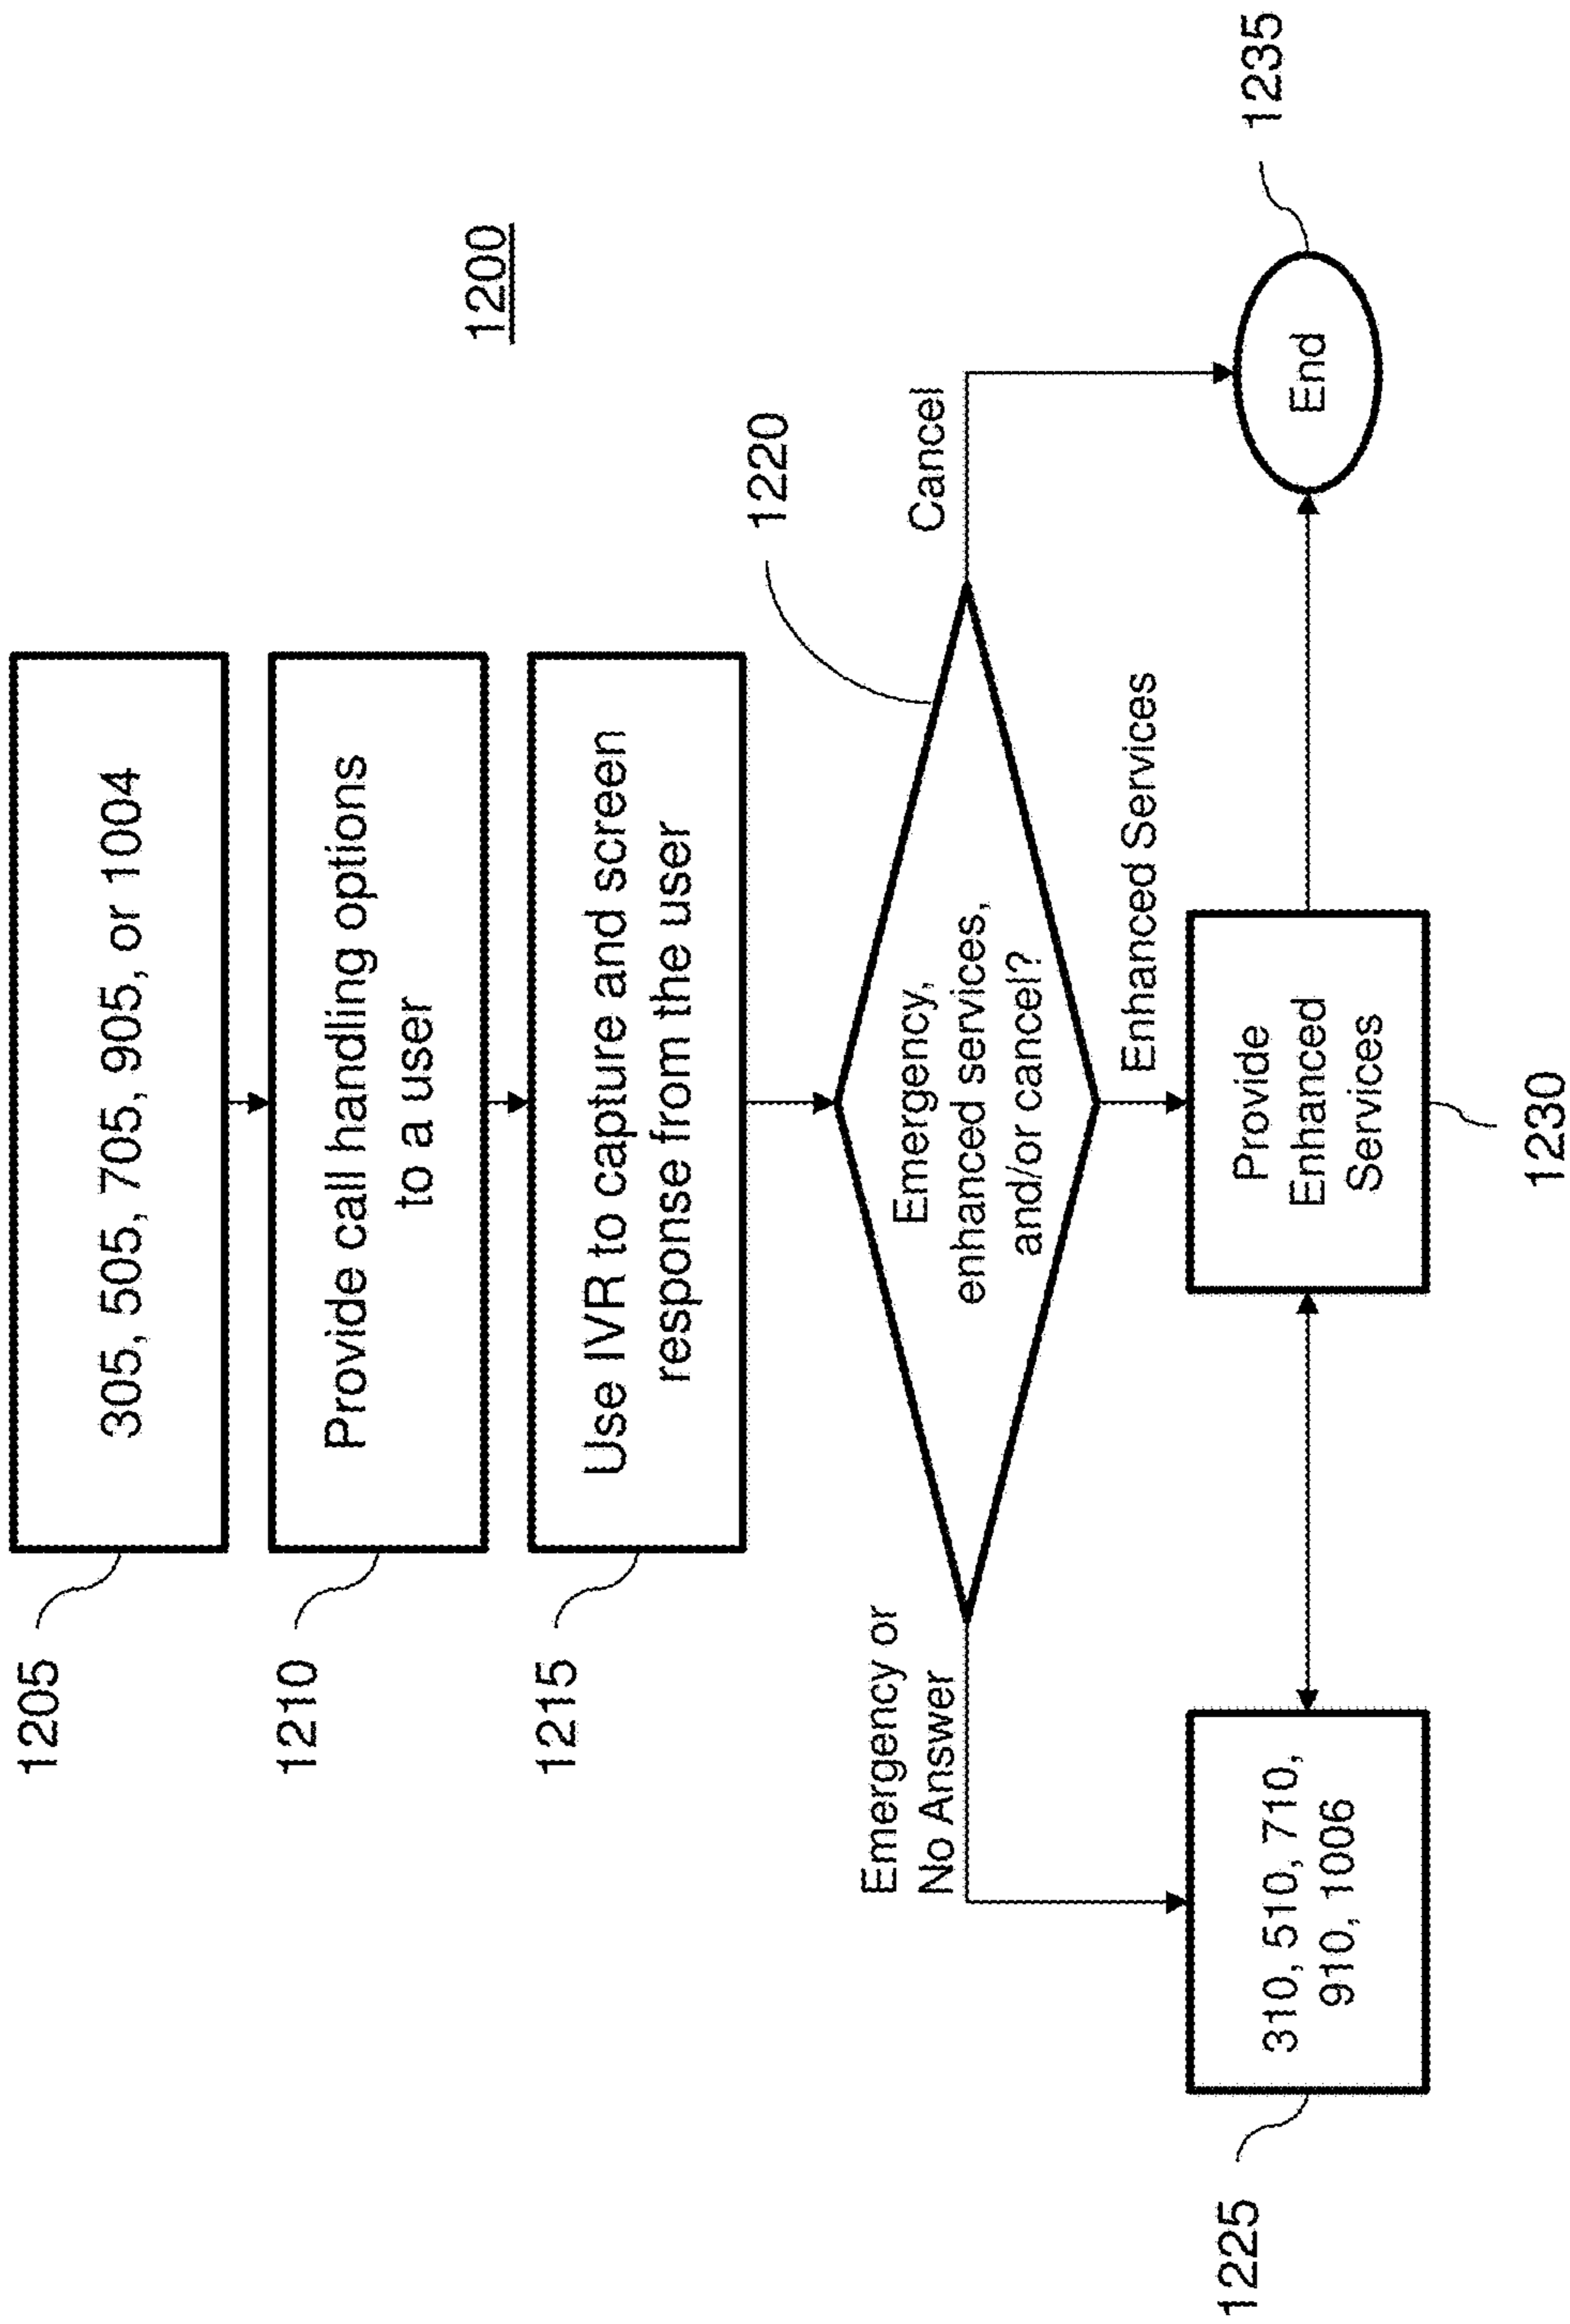 1200
1205
305, 505, 705, 905, or 1004
1210
Provide call handling options
to a user
1215
Use IVR to capture and screen
response from the user
1220
Emergency,
enhanced services,
and/or cancel?
Emergency or
No Answer
Cancel
Enhanced Services
1225
310, 510, 710,
910, 1006
Provide
Enhanced
Services
1230
End
1235